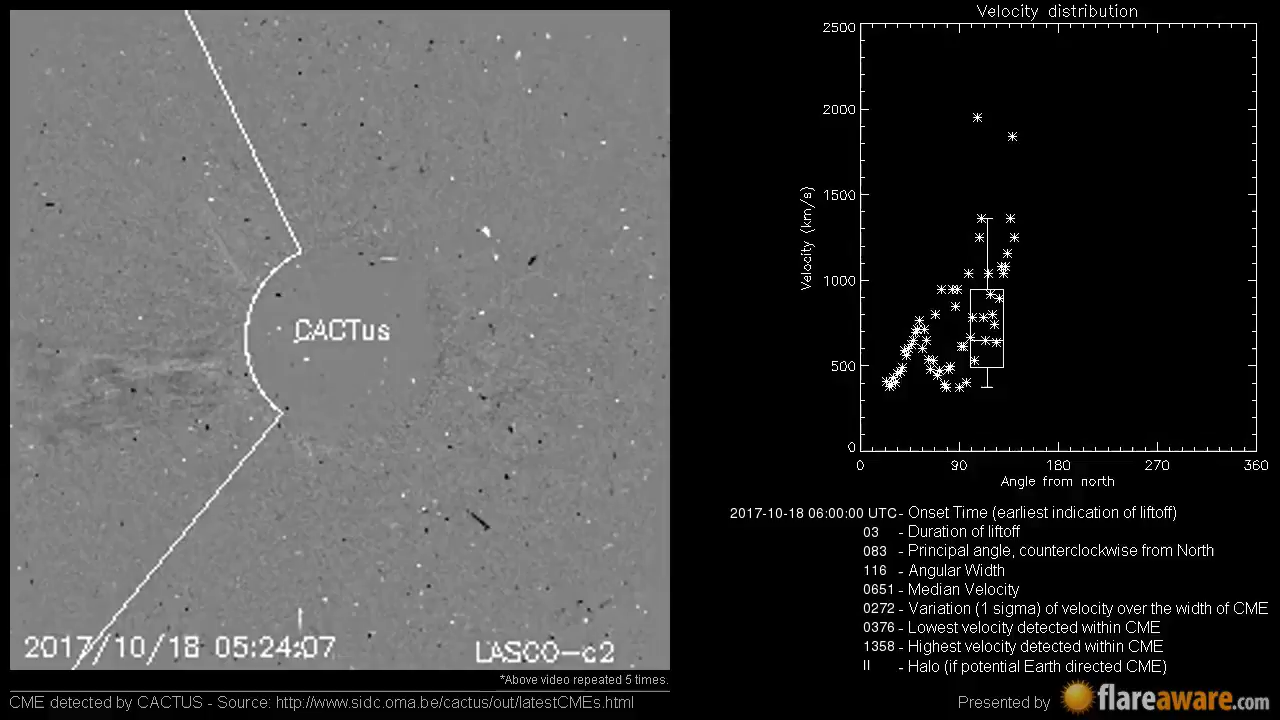 CACTus
2017/10/18 05:24:07
LASCO-c2
*Above video repeated 5 times.
CME detected by CACTUS - Source: http://www.sidc.oma.be/cactus/out/latestCMEs.html
Velocity distribution
2500
2000
1500
1000
500
0
Velocity (km/s)
0 90 180 270 360
Angle from north
2017-10-18 06:00:00 UTC - Onset Time (earliest indication of liftoff)
03 - Duration of liftoff
083 - Principal angle, counterclockwise from North
116 - Angular Width
0651 - Median Velocity
0272 - Variation (1 sigma) of velocity over the width of CME
0376 - Lowest velocity detected within CME
1358 - Highest velocity detected within CME
II - Halo (if potential Earth directed CME)
Presented by flareaware.com